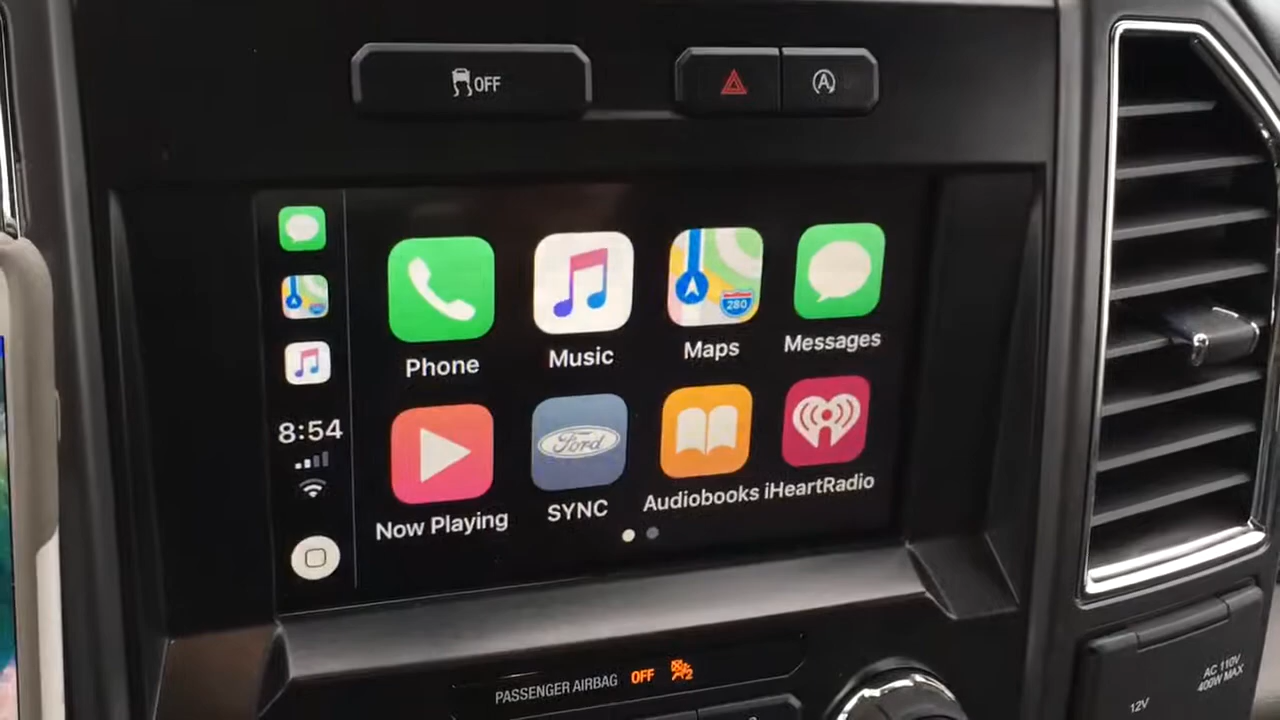 OFF
A
Phone
Music
280
Maps
Messages
8:54
Now Playing
Ford
SYNC
Audiobooks
iHeartRadio
PASSENGER AIRBAG OFF 2
12V
AC 110V
400W MAX